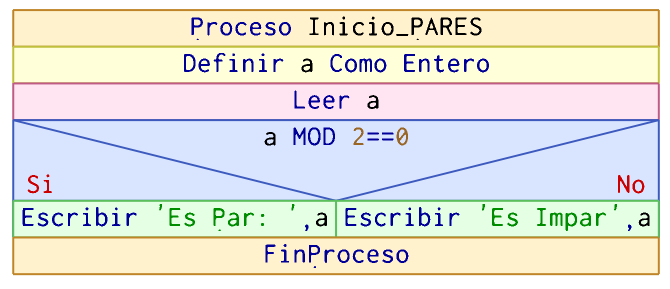 Proceso Inicio_PARES
Definir a Como Entero
Leer a
a MOD 2==0
Si No
Escribir 'Es Par: ',a Escribir 'Es Impar',a
FinProceso